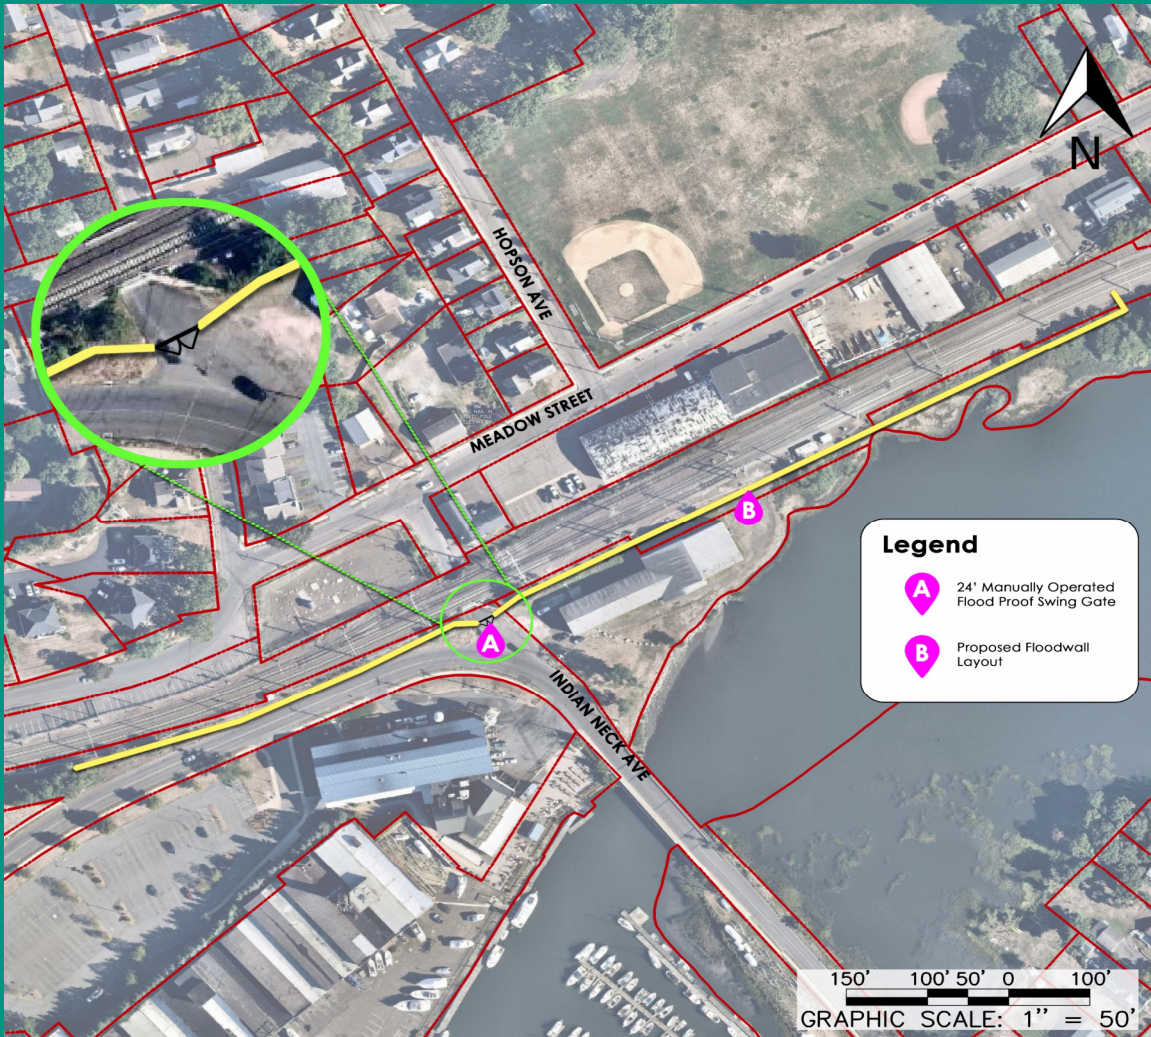 N
HOPSON AVE
MEADOW STREET
B
A
INDIAN NECK AVE
Legend
A
24' Manually Operated
Flood Proof Swing Gate
B
Proposed Floodwall
Layout
150' 100' 50' 0 100'
GRAPHIC SCALE: 1'' = 50'